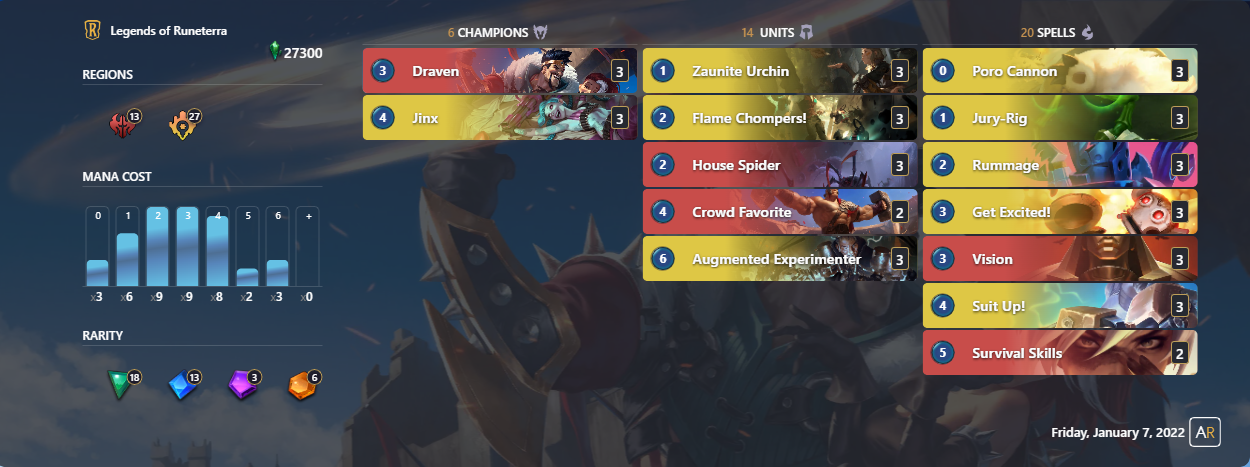 Legends of Runeterra
27300
REGIONS
13 27
MANA COST
0 1 2 3 4 5 6 +
x3 x6 x9 x9 x8 x2 x3 x0
RARITY
18 13 3 6
6 CHAMPIONS
3 Draven 3
4 Jinx 3
14 UNITS
1 Zaunite Urchin 3
2 Flame Chompers! 3
2 House Spider 3
4 Crowd Favorite 2
6 Augmented Experimenter 3
20 SPELLS
0 Poro Cannon 3
1 Jury-Rig 3
2 Rummage 3
3 Get Excited! 3
3 Vision 3
4 Suit Up! 3
5 Survival Skills 2
Friday, January 7, 2022 AR